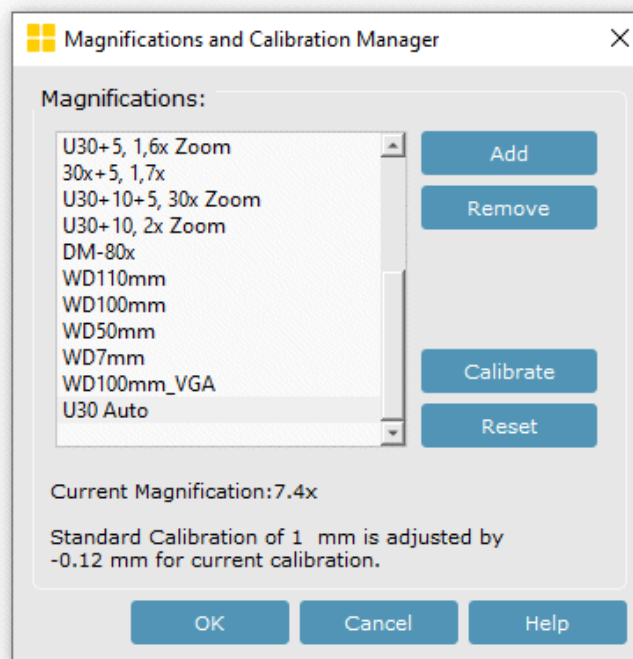 Magnifications and Calibration Manager
Magnifications:
U30+5, 1,6x Zoom
30x+5, 1,7x
U30+10+5, 30x Zoom
U30+10, 2x Zoom
DM-80x
WD110mm
WD100mm
WD50mm
WD7mm
WD100mm_VGA
U30 Auto
Add
Remove
Calibrate
Reset
Current Magnification:7.4x
Standard Calibration of 1  mm is adjusted by
-0.12 mm for current calibration.
OK
Cancel
Help